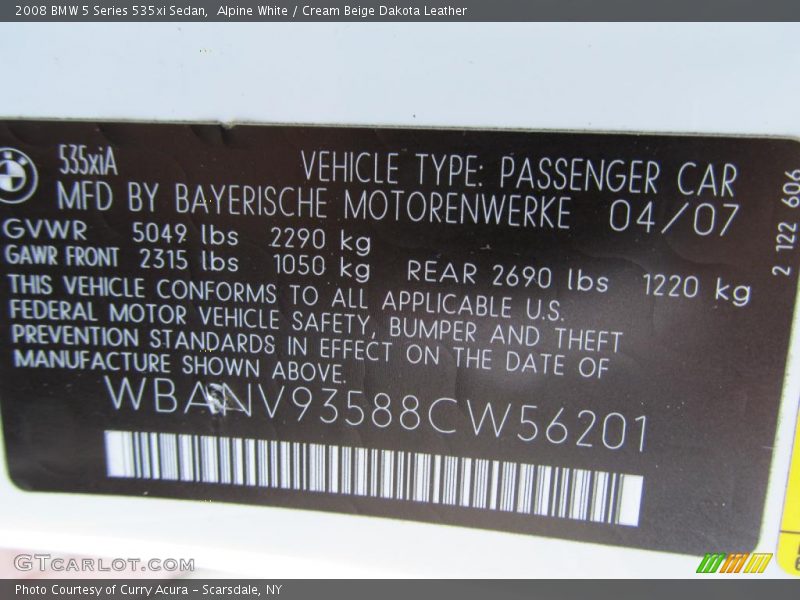 2008 BMW 5 Series 535xi Sedan,  Alpine White / Cream Beige Dakota Leather
BMW
535xiA
VEHICLE TYPE: PASSENGER CAR
MFD BY BAYERISCHE MOTORENWERKE 04/07
GVWR 5049 lbs 2290 kg
GAWR FRONT 2315 lbs 1050 kg REAR 2690 lbs 1220 kg
THIS VEHICLE CONFORMS TO ALL APPLICABLE U.S.
FEDERAL MOTOR VEHICLE SAFETY, BUMPER AND THEFT
PREVENTION STANDARDS IN EFFECT ON THE DATE OF
MANUFACTURE SHOWN ABOVE.
WBANV93588CW56201
2 122 606
GTCARLOT.COM
Photo Courtesy of Curry Acura – Scarsdale, NY